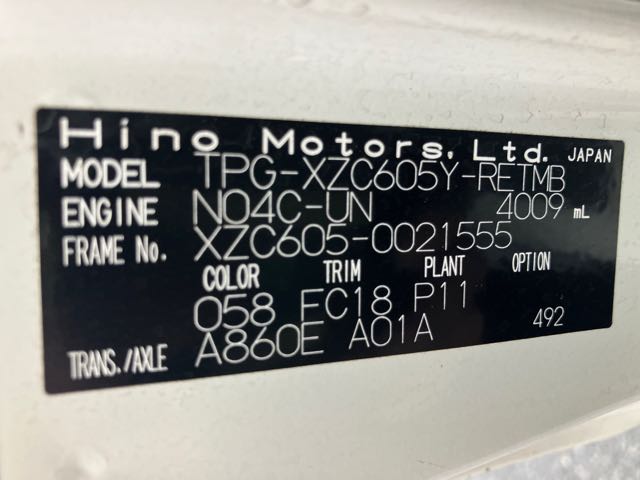 Hino Motors, Ltd. JAPAN
MODEL TPG-XZC605Y-RETMB
ENGINE N04C-UN 4009 mL
FRAME No. XZC605-0021555
COLOR TRIM PLANT OPTION
058 FC18 P11
TRANS./AXLE A860E A01A 492